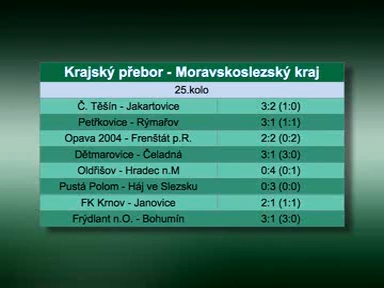 Krajský přebor - Moravskoslezský kraj
25.kolo
Č. Těšín - Jakartovice 3:2 (1:0)
Petřkovice - Rýmařov 3:1 (1:1)
Opava 2004 - Frenštát p.R. 2:2 (0:2)
Dětmarovice - Čeladná 3:1 (3:0)
Oldřišov - Hradec n.M 0:4 (0:1)
Pustá Polom - Háj ve Slezsku 0:3 (0:0)
FK Krnov - Janovice 2:1 (1:1)
Frýdlant n.O. - Bohumín 3:1 (3:0)